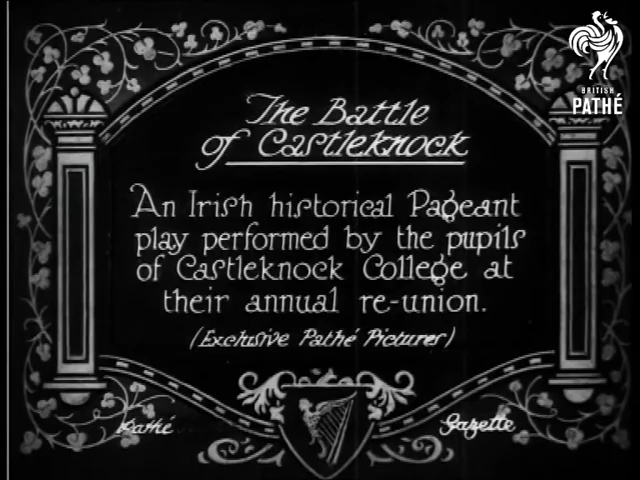 BRITISH
PATHÉ
The Battle
of Castleknock
An Irish historical Pageant
play performed by the pupils
of Castleknock College at
their annual re-union.
(Exclusive Pathé Pictures)
Pathé
Gazette